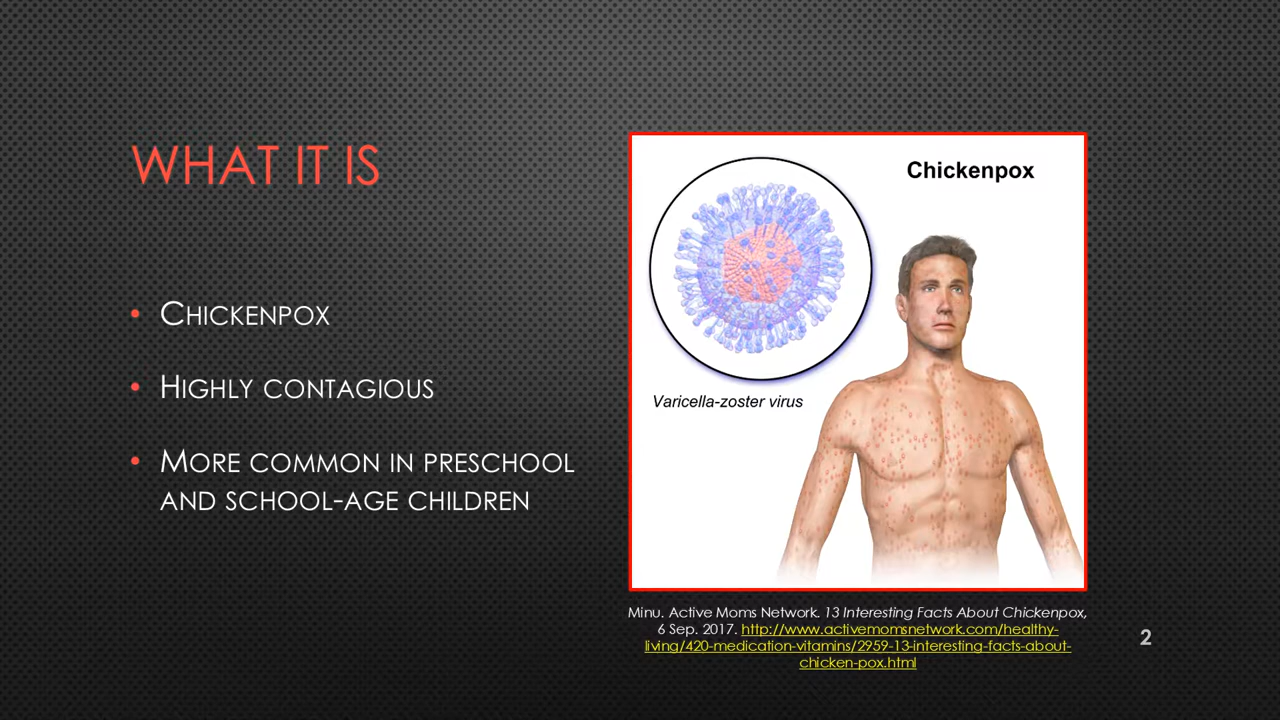 WHAT IT IS
• CHICKENPOX
• HIGHLY CONTAGIOUS
• MORE COMMON IN PRESCHOOL
AND SCHOOL-AGE CHILDREN
Chickenpox
Varicella-zoster virus
Minu. Active Moms Network. 13 Interesting Facts About Chickenpox,
6 Sep. 2017. http://www.activemomsnetwork.com/healthy-
living/420-medication-vitamins/2959-13-interesting-facts-about-
chicken-pox.html
2